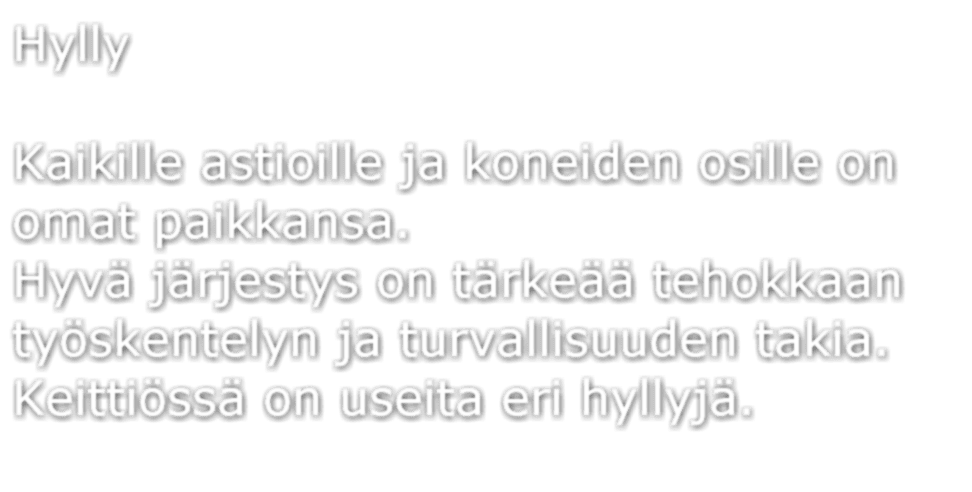 Hylly
Kaikille astioille ja koneiden osille on
omat paikkansa.
Hyvä järjestys on tärkeää tehokkaan
työskentelyn ja turvallisuuden takia.
Keittiössä on useita eri hyllyjä.